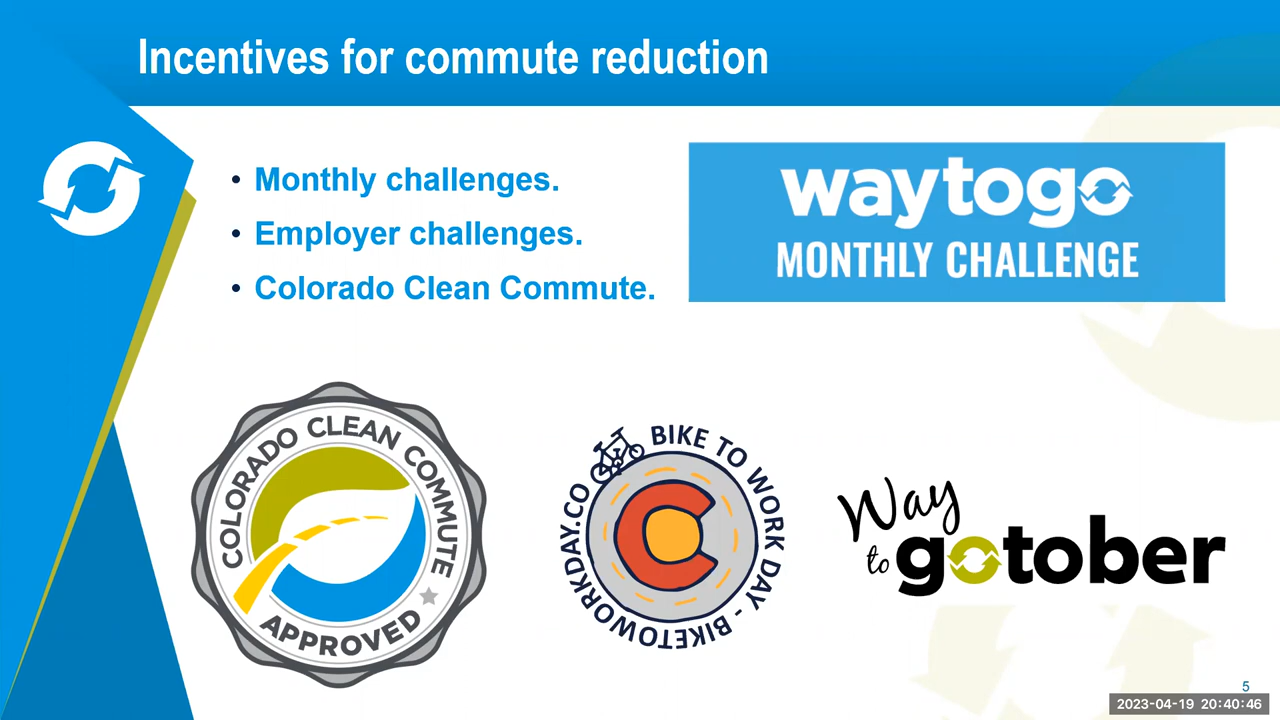 Incentives for commute reduction
• Monthly challenges.
• Employer challenges.
• Colorado Clean Commute.
waytogo
MONTHLY CHALLENGE
COLORADO CLEAN COMMUTE
APPROVED
BIKE TO WORK DAY - BIKETOWORKDAY.CO
Way
to gotober
5
2023-04-19 20:40:46